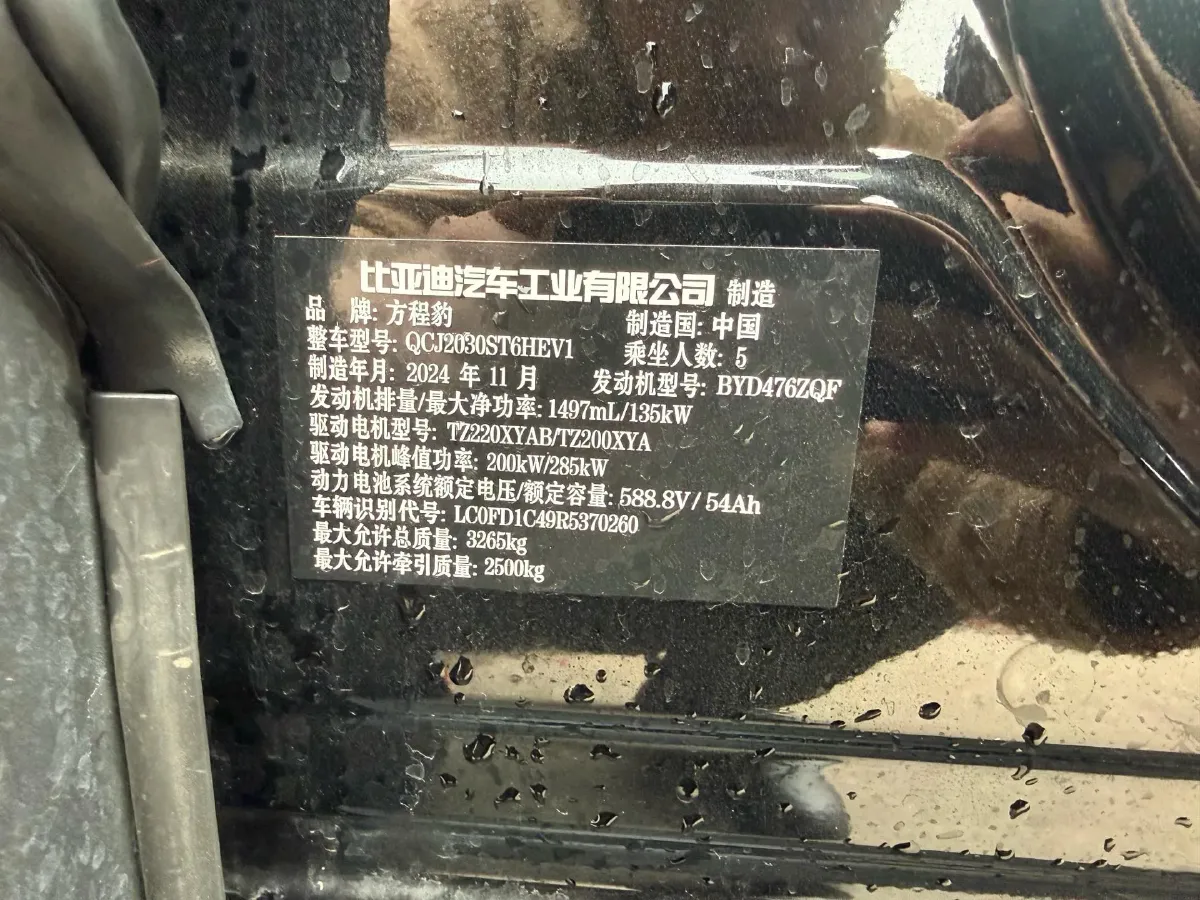 比亚迪汽车工业有限公司 制造
品 牌: 方程豹 制造国: 中国
整车型号: QCJ2030ST6HEV1 乘坐人数: 5
制造年月: 2024 年 11 月 发动机型号: BYD476ZQF
发动机排量/最大净功率: 1497mL/135kW
驱动电机型号: TZ220XYAB/TZ200XYA
驱动电机峰值功率: 200kW/285kW
动力电池系统额定电压/额定容量: 588.8V / 54Ah
车辆识别代号: LC0FD1C49R5370260
最大允许总质量: 3265kg
最大允许牵引质量: 2500kg